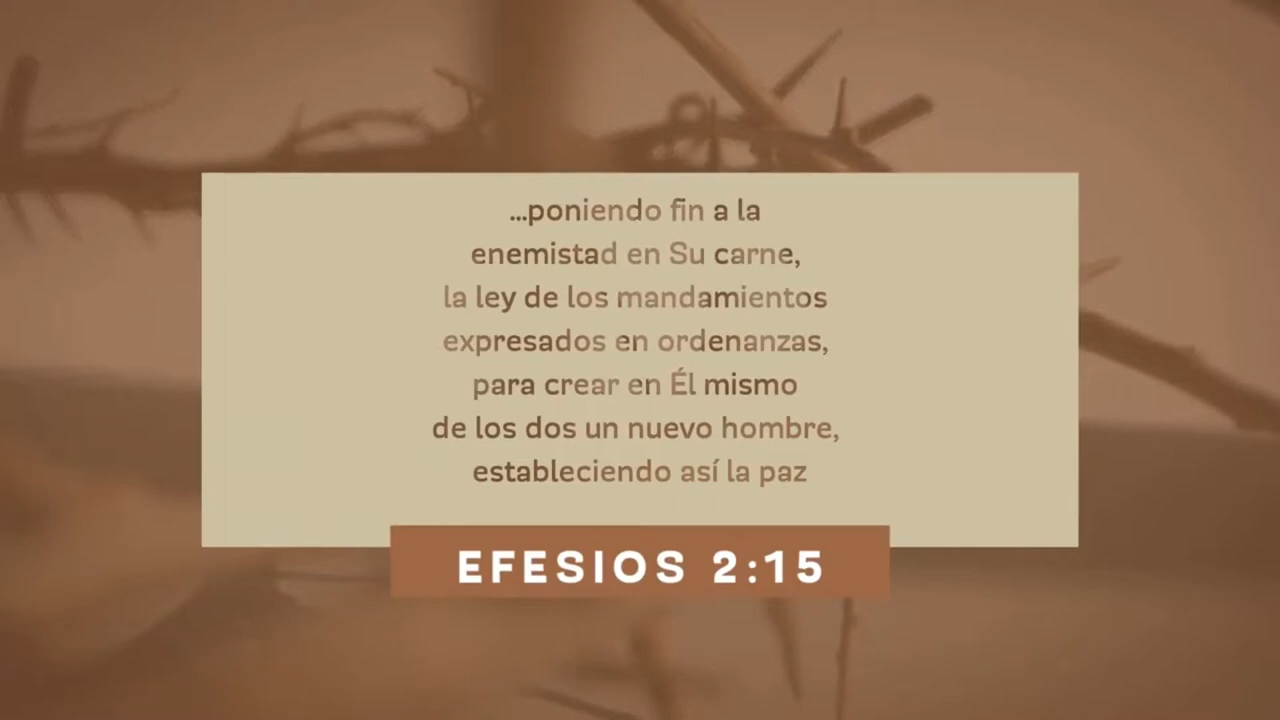 ...poniendo fin a la
enemistad en Su carne,
la ley de los mandamientos
expresados en ordenanzas,
para crear en Él mismo
de los dos un nuevo hombre,
estableciendo así la paz
EFESIOS 2:15